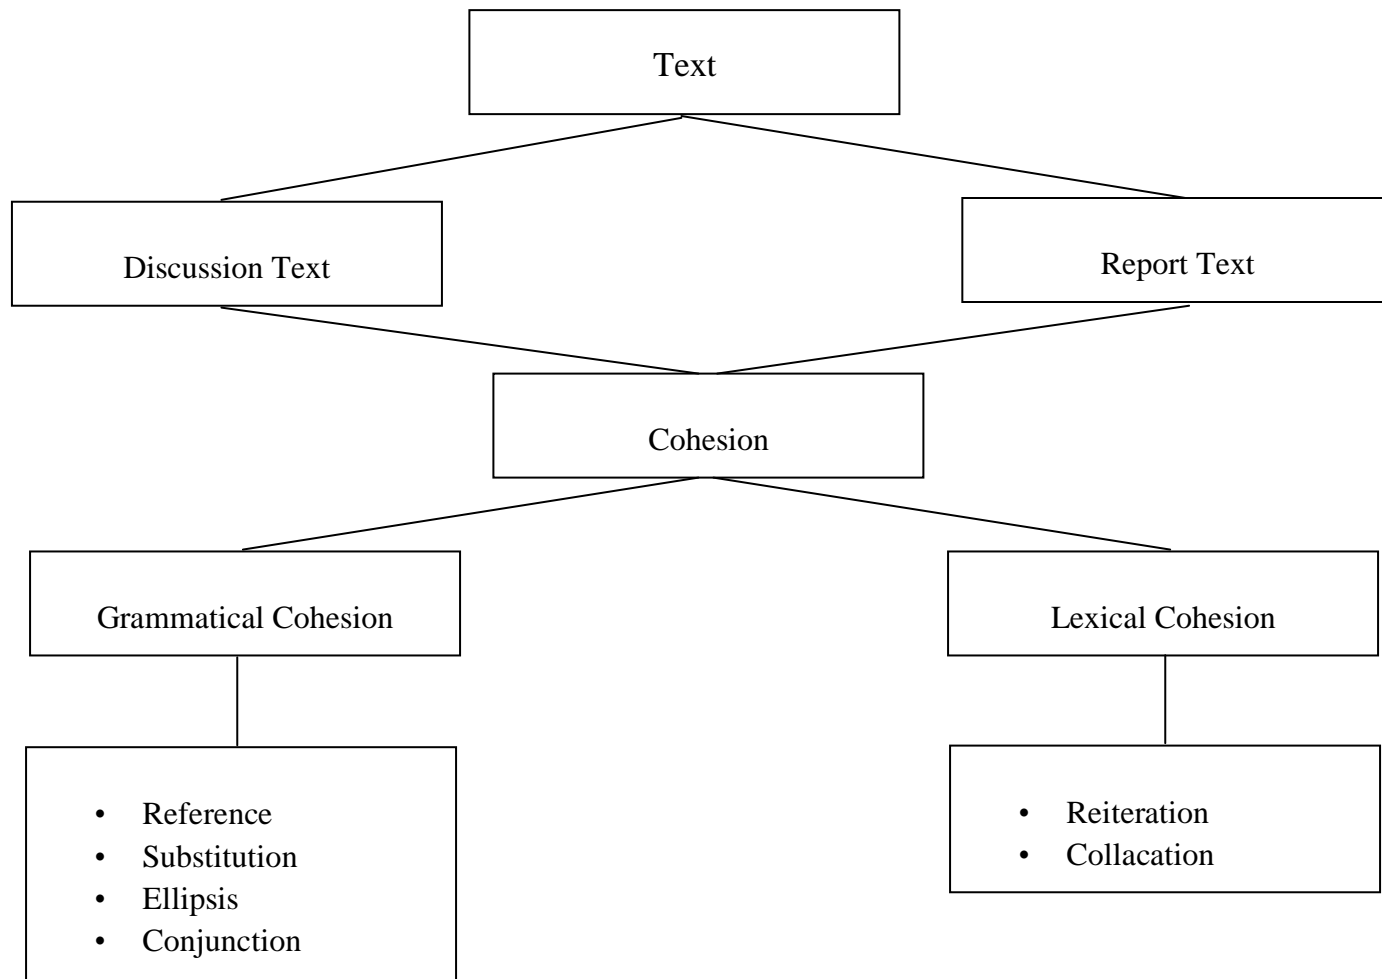 Text
Discussion Text
Report Text
Cohesion
Grammatical Cohesion
Lexical Cohesion
• Reference
• Substitution
• Ellipsis
• Conjunction
• Reiteration
• Collacation